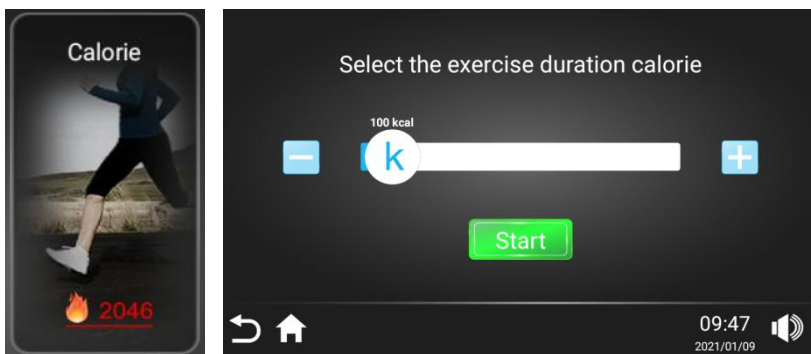 Calorie
2046
Select the exercise duration calorie
100 kcal
k
Start
09:47
2021/01/09